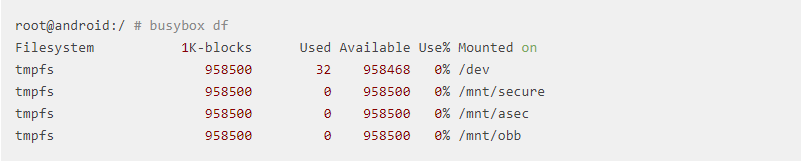 root@android:/ # busybox df
Filesystem           1K-blocks      Used Available Use% Mounted on
tmpfs                   958500        32    958468   0% /dev
tmpfs                   958500         0    958500   0% /mnt/secure
tmpfs                   958500         0    958500   0% /mnt/asec
tmpfs                   958500         0    958500   0% /mnt/obb